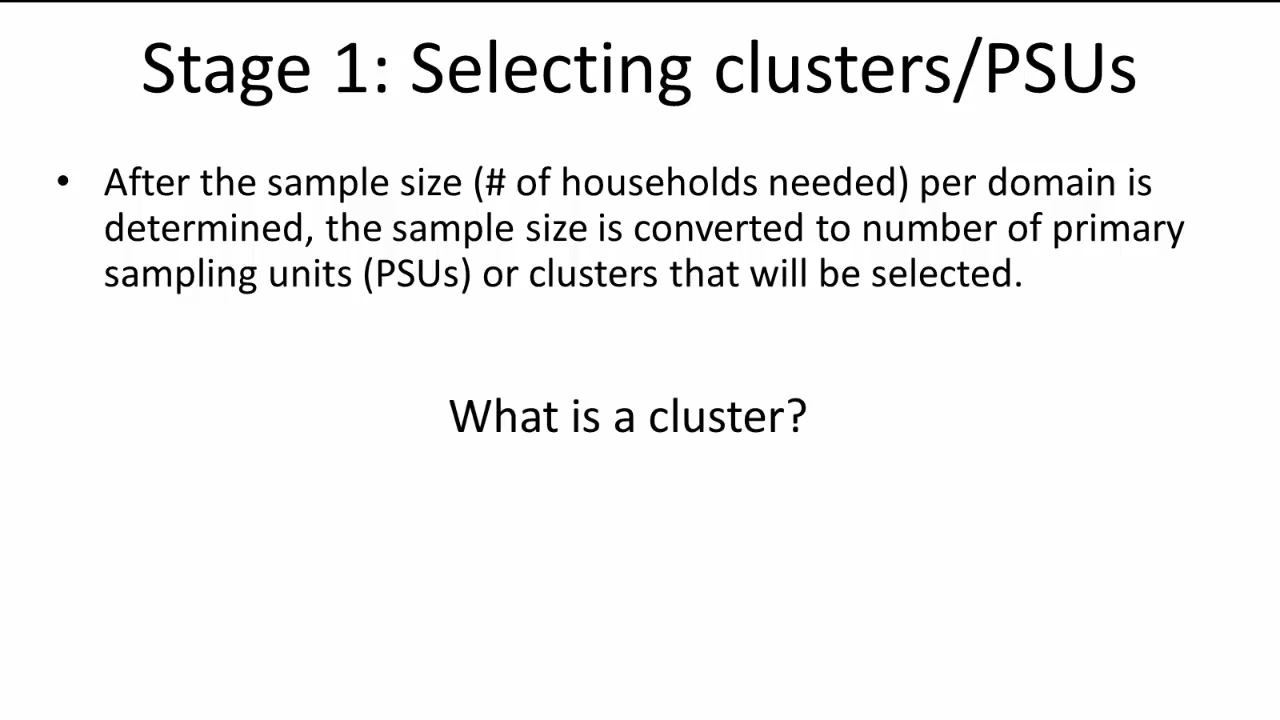 Stage 1: Selecting clusters/PSUs
• After the sample size (# of households needed) per domain is
determined, the sample size is converted to number of primary
sampling units (PSUs) or clusters that will be selected.
What is a cluster?